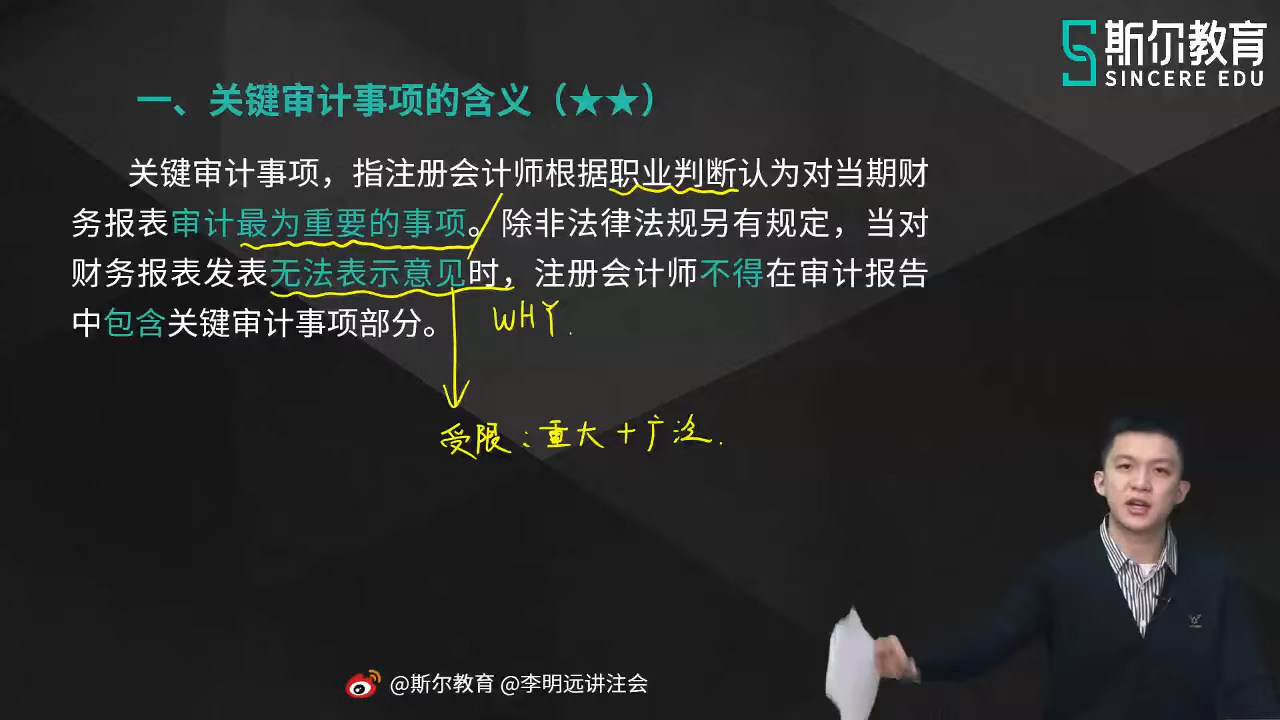 斯尔教育
SINCERE EDU
一、关键审计事项的含义（★★）
关键审计事项，指注册会计师根据职业判断认为对当期财
务报表审计最为重要的事项。除非法律法规另有规定，当对
财务报表发表无法表示意见时，注册会计师不得在审计报告
中包含关键审计事项部分。
WHY.
受限：重大＋广泛.
@斯尔教育 @李明远讲注会